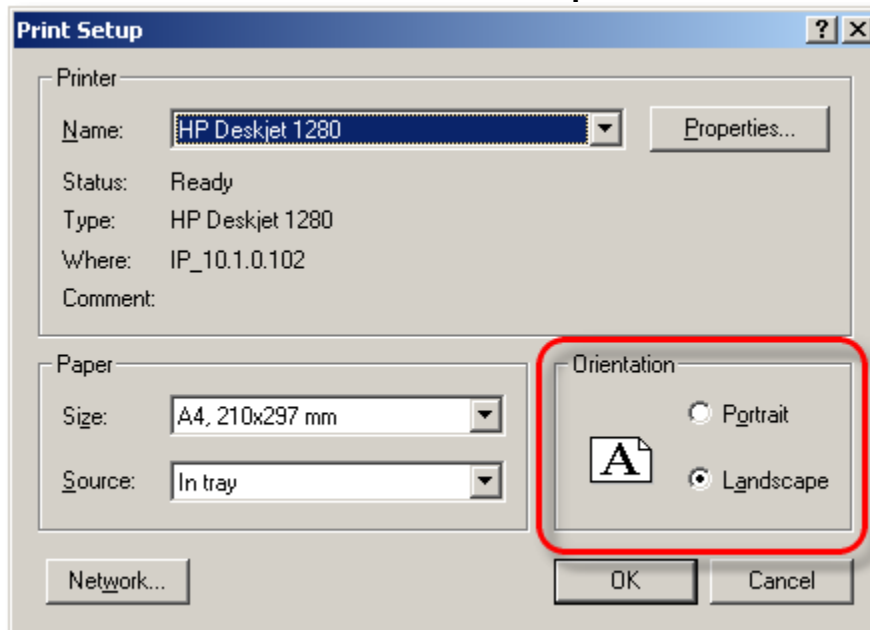 Print Setup
Printer
Name: HP Deskjet 1280 Properties...
Status: Ready
Type: HP Deskjet 1280
Where: IP_10.1.0.102
Comment:
Paper
Size: A4, 210x297 mm
Source: In tray
Orientation
A
Portrait
Landscape
Network... OK Cancel